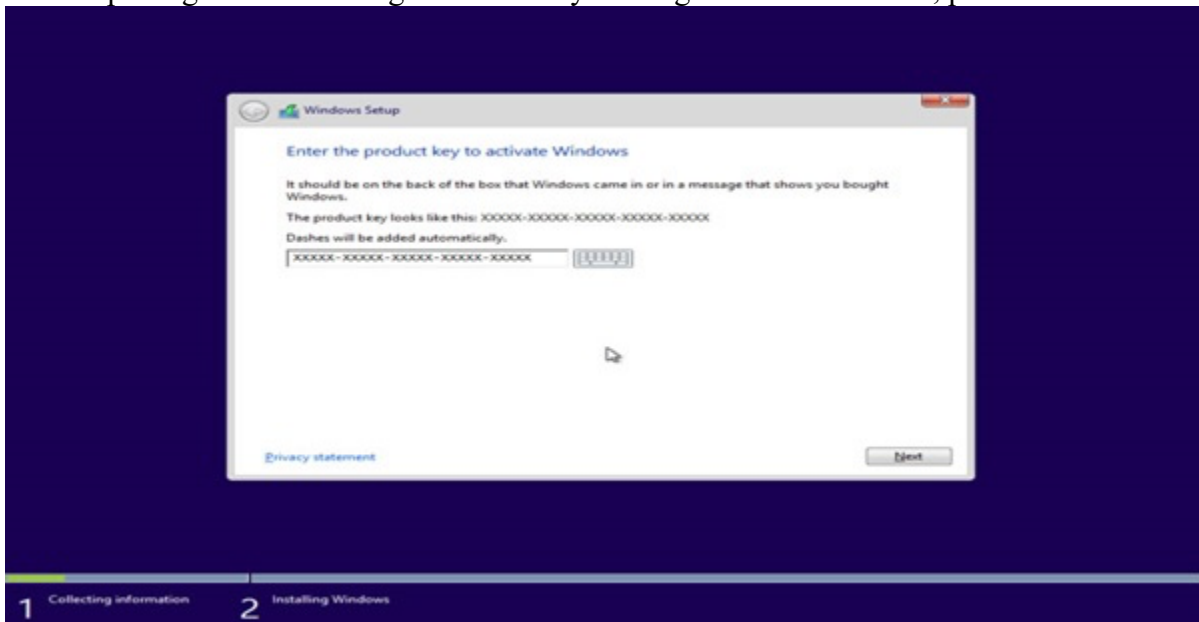 Windows Setup
Enter the product key to activate Windows
It should be on the back of the box that Windows came in or in a message that shows you bought
Windows.
The product key looks like this: XXXXX-XXXXX-XXXXX-XXXXX-XXXXX
Dashes will be added automatically.
XXXXX-XXXXX-XXXXX-XXXXX-XXXXX
Privacy statement
Next
1 Collecting information
2 Installing Windows